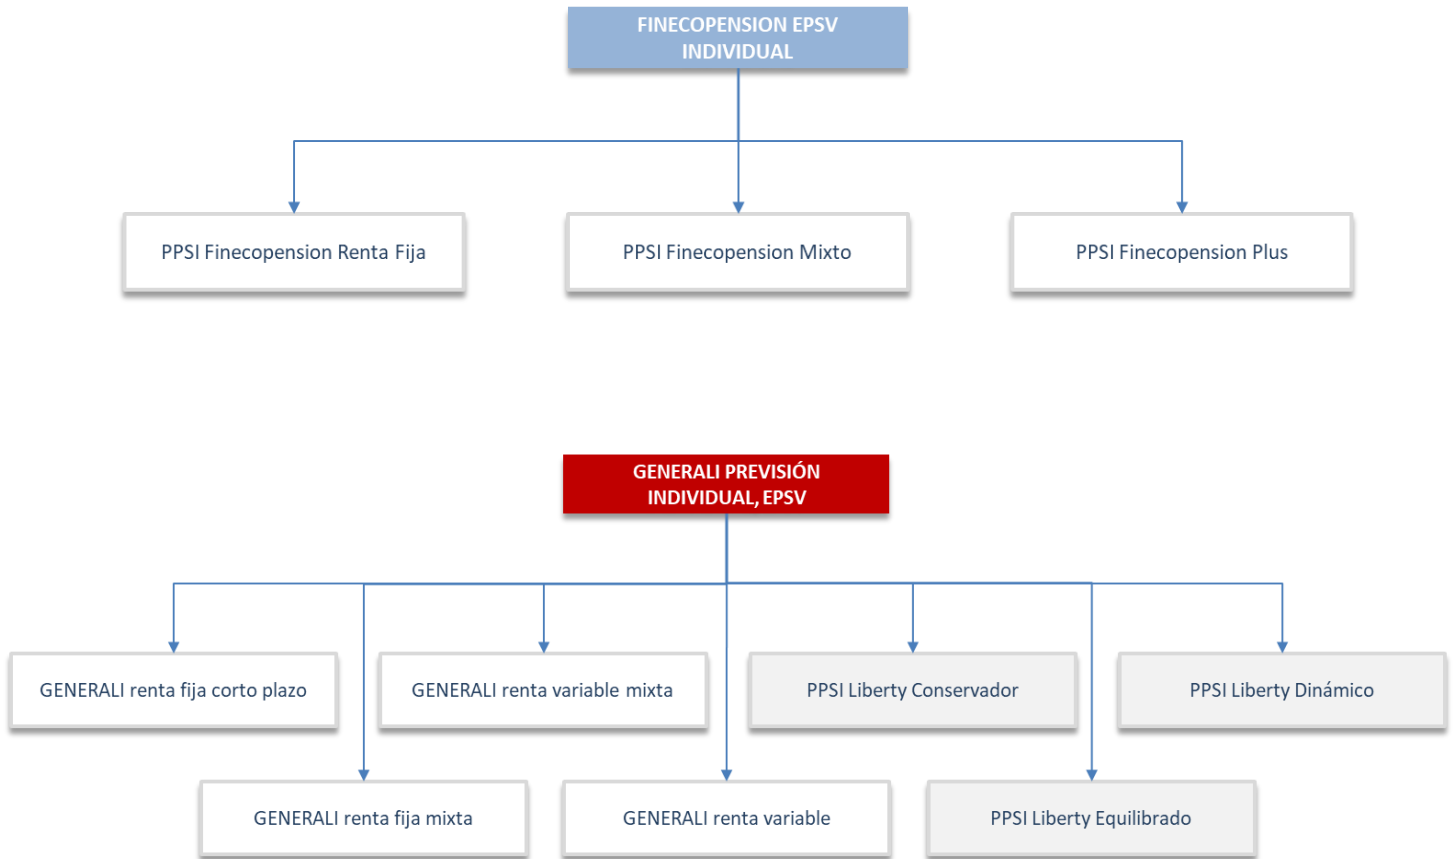 FINECOPENSION EPSV
INDIVIDUAL
PPSI Finecopension Renta Fija
PPSI Finecopension Mixto
PPSI Finecopension Plus
GENERALI PREVISIÓN
INDIVIDUAL, EPSV
GENERALI renta fija corto plazo
GENERALI renta variable mixta
PPSI Liberty Conservador
PPSI Liberty Dinámico
GENERALI renta fija mixta
GENERALI renta variable
PPSI Liberty Equilibrado